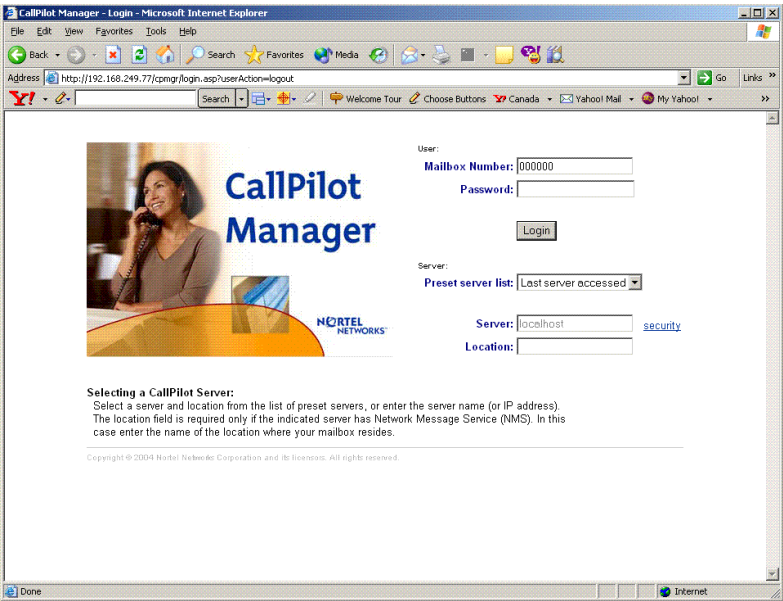 CallPilot Manager - Login - Microsoft Internet Explorer
File Edit View Favorites Tools Help
Back Search Favorites Media
Address http://192.168.249.77/cpmgr/login.asp?userAction=logout Go Links »
Y! Search Welcome Tour Choose Buttons Canada Yahoo! Mail My Yahoo! »
CallPilot
Manager
NORTEL
NETWORKS™
User:
Mailbox Number: 000000
Password:
Login
Server:
Preset server list: Last server accessed
Server: localhost security
Location:
Selecting a CallPilot Server:
Select a server and location from the list of preset servers, or enter the server name (or IP address).
The location field is required only if the indicated server has Network Message Service (NMS). In this
case enter the name of the location where your mailbox resides.
Copyright © 2004 Nortel Networks Corporation and its licensors. All rights reserved.
Done Internet